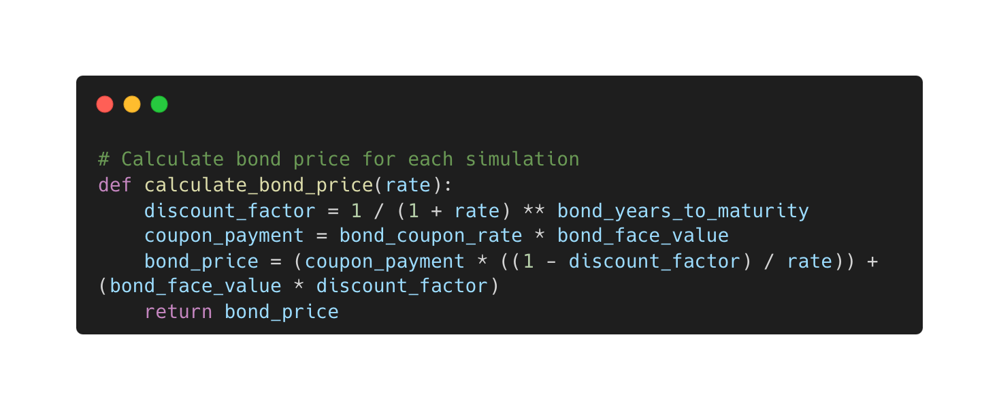 # Calculate bond price for each simulation
def calculate_bond_price(rate):
    discount_factor = 1 / (1 + rate) ** bond_years_to_maturity
    coupon_payment = bond_coupon_rate * bond_face_value
    bond_price = (coupon_payment * ((1 - discount_factor) / rate)) +
(bond_face_value * discount_factor)
    return bond_price